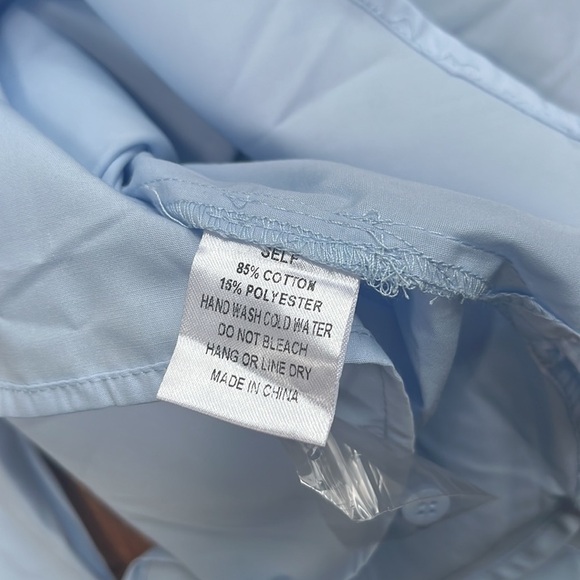 SELF
85% COTTON
15% POLYESTER
HAND WASH COLD WATER
DO NOT BLEACH
HANG OR LINE DRY
MADE IN CHINA